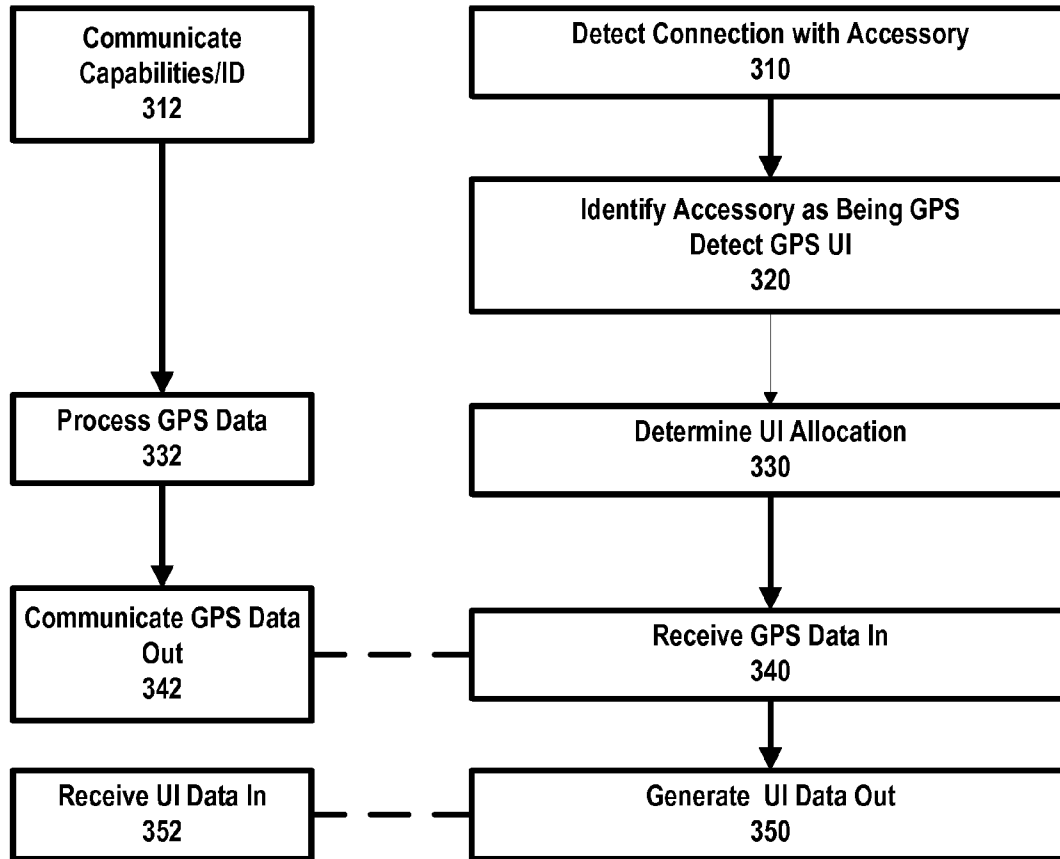 Communicate
Capabilities/ID
312
Detect Connection with Accessory
310
Identify Accessory as Being GPS
Detect GPS UI
320
Process GPS Data
332
Determine UI Allocation
330
Communicate GPS Data
Out
342
Receive GPS Data In
340
Receive UI Data In
352
Generate UI Data Out
350